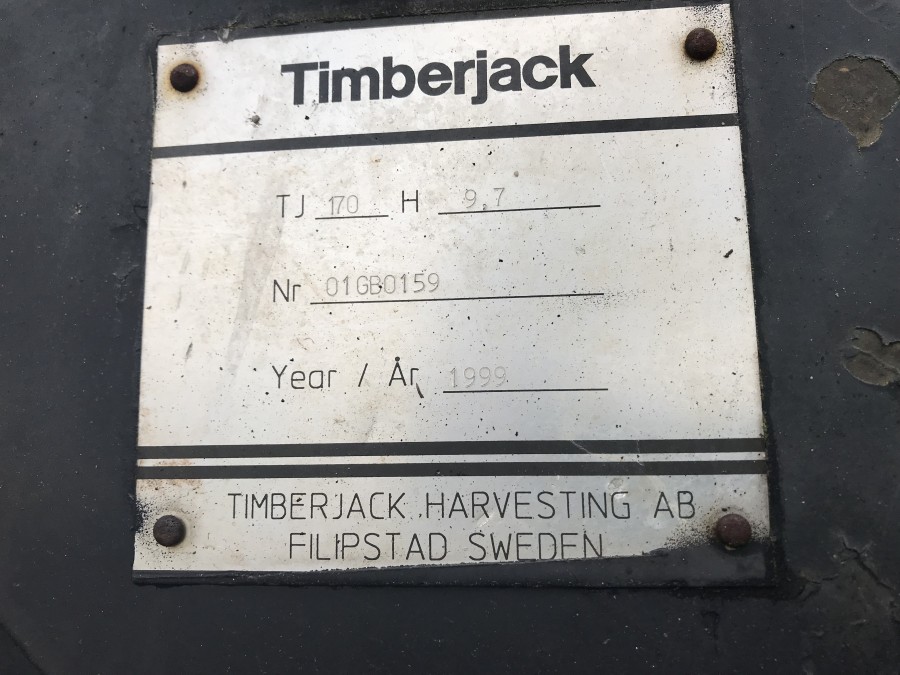 Timberjack
TJ 170 H 9,7
Nr 01GB0159
Year / År 1999
TIMBERJACK HARVESTING AB
FILIPSTAD SWEDEN